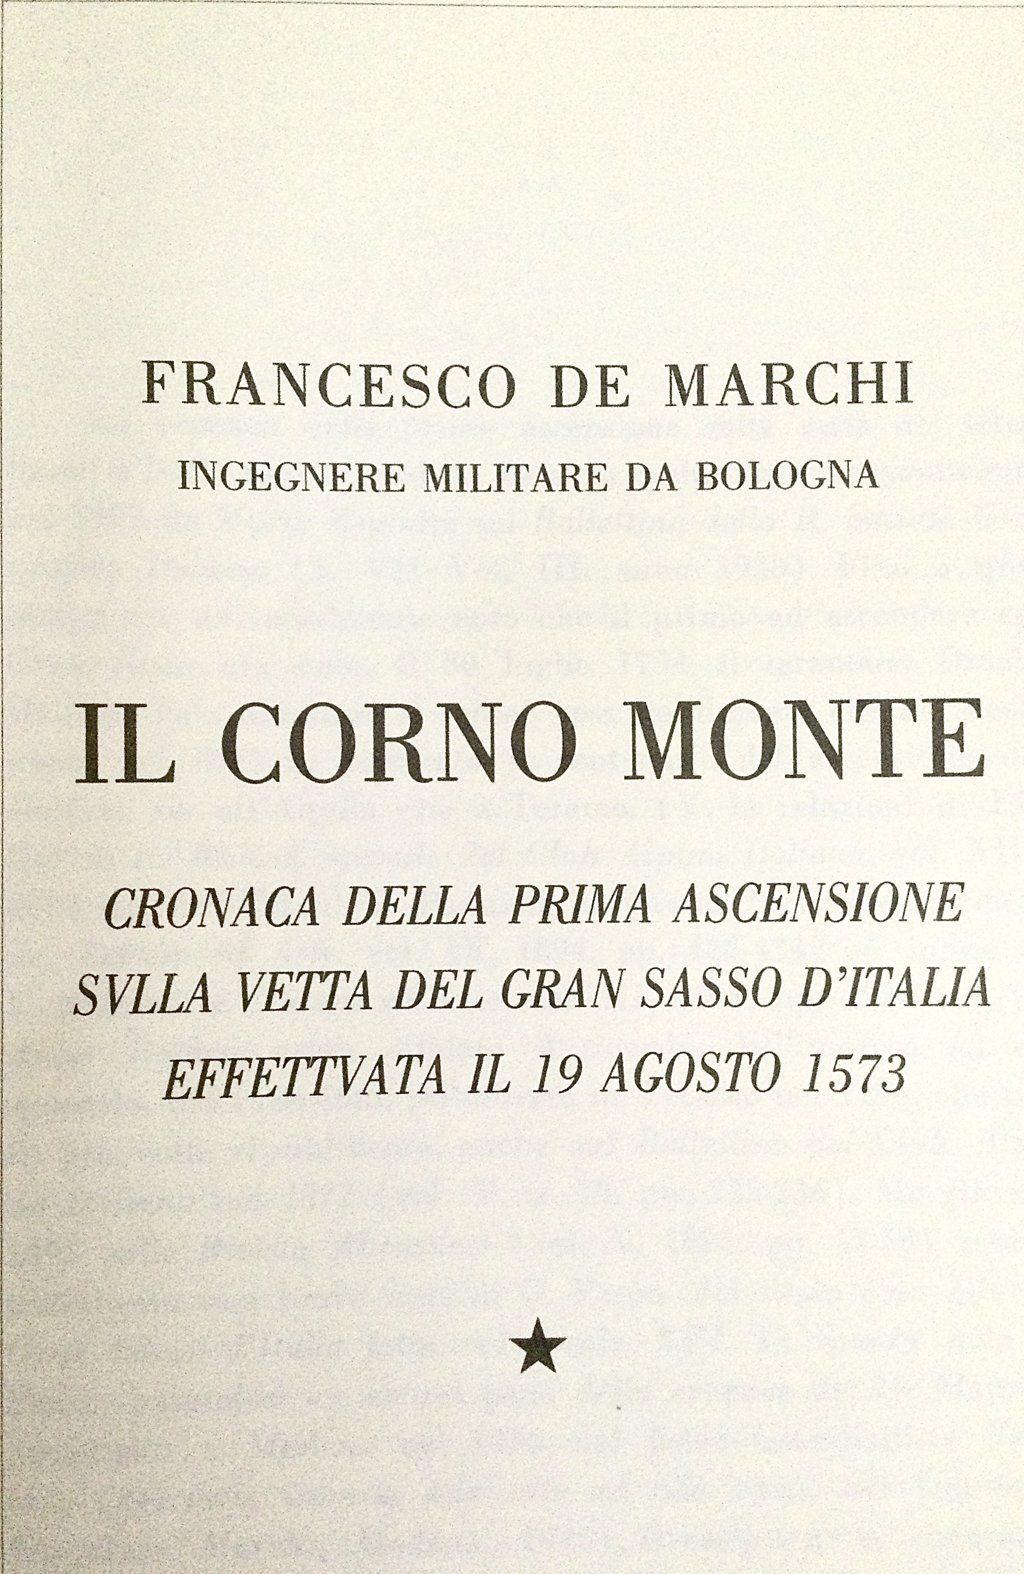 FRANCESCO DE MARCHI
INGEGNERE MILITARE DA BOLOGNA
IL CORNO MONTE
CRONACA DELLA PRIMA ASCENSIONE
SVLLA VETTA DEL GRAN SASSO D'ITALIA
EFFETTVATA IL 19 AGOSTO 1573